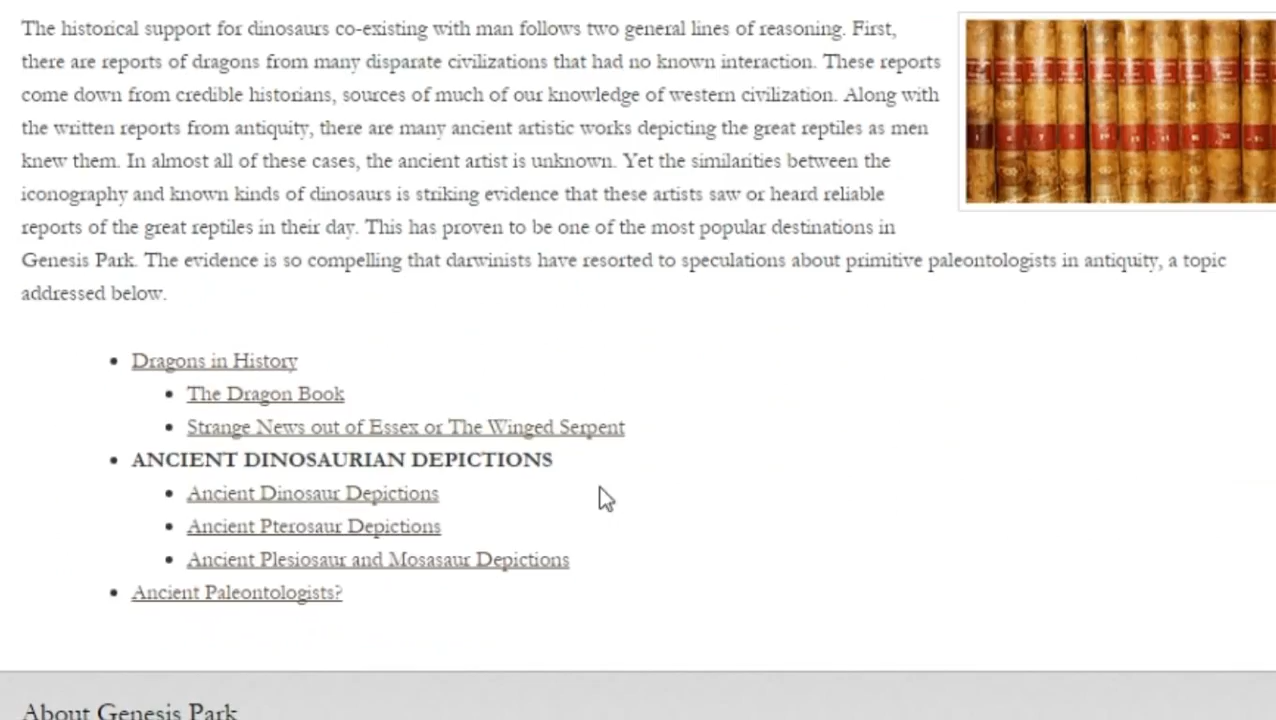 The historical support for dinosaurs co-existing with man follows two general lines of reasoning. First,
there are reports of dragons from many disparate civilizations that had no known interaction. These reports
come down from credible historians, sources of much of our knowledge of western civilization. Along with
the written reports from antiquity, there are many ancient artistic works depicting the great reptiles as men
knew them. In almost all of these cases, the ancient artist is unknown. Yet the similarities between the
iconography and known kinds of dinosaurs is striking evidence that these artists saw or heard reliable
reports of the great reptiles in their day. This has proven to be one of the most popular destinations in
Genesis Park. The evidence is so compelling that darwinists have resorted to speculations about primitive paleontologists in antiquity, a topic
addressed below.
Dragons in History
The Dragon Book
Strange News out of Essex or The Winged Serpent
ANCIENT DINOSAURIAN DEPICTIONS
Ancient Dinosaur Depictions
Ancient Pterosaur Depictions
Ancient Plesiosaur and Mosasaur Depictions
Ancient Paleontologists?
About Genesis Park